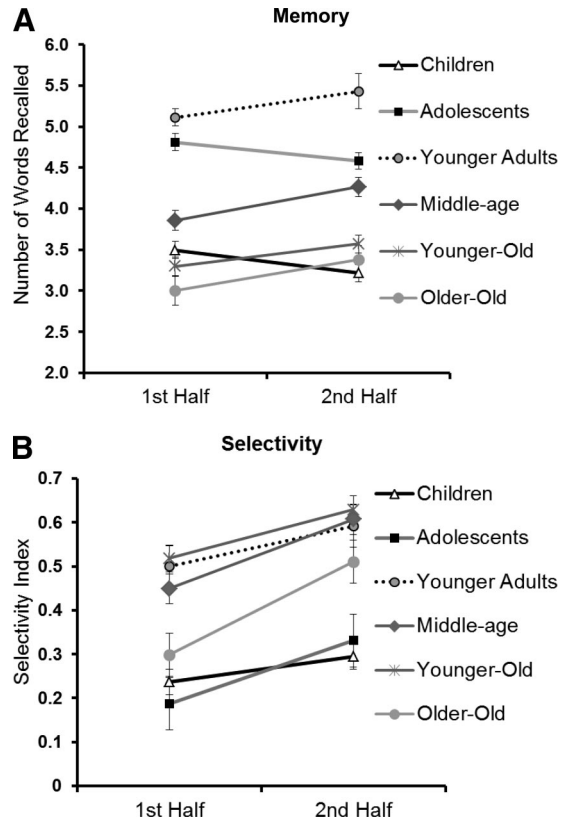 A
Memory
Number of Words Recalled
6.0
5.5
5.0
4.5
4.0
3.5
3.0
2.5
2.0
1st Half
2nd Half
Children
Adolescents
Younger Adults
Middle-age
Younger-Old
Older-Old
B
Selectivity
Selectivity Index
0.7
0.6
0.5
0.4
0.3
0.2
0.1
0
1st Half
2nd Half
Children
Adolescents
Younger Adults
Middle-age
Younger-Old
Older-Old